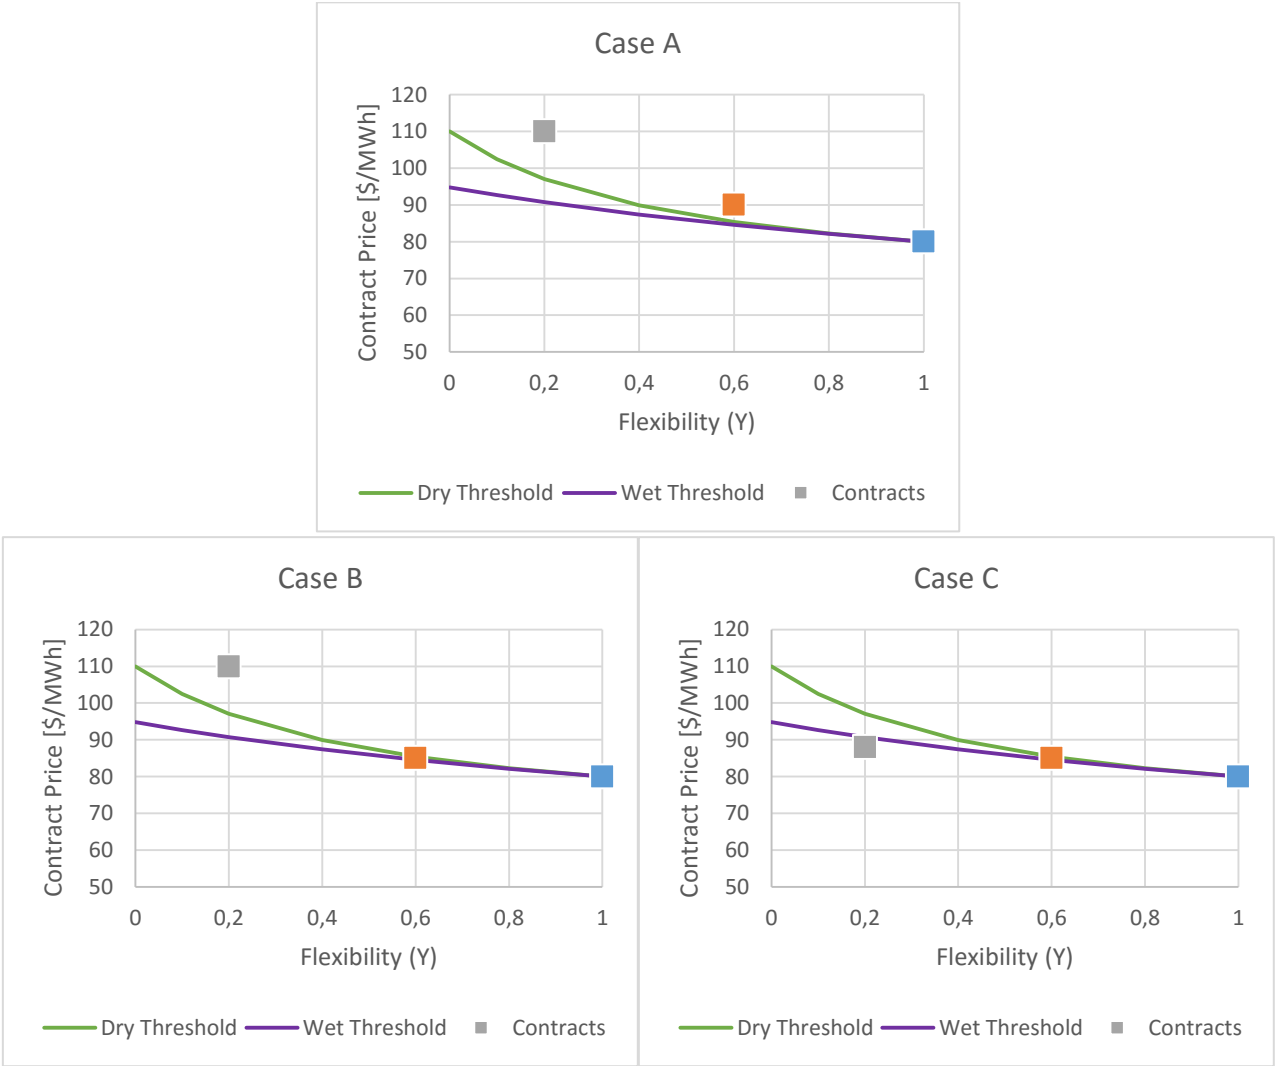 Case A
Contract Price [$/MWh]
120
110
100
90
80
70
60
50
0 0,2 0,4 0,6 0,8 1
Flexibility (Y)
Dry Threshold Wet Threshold Contracts
Case B
Contract Price [$/MWh]
120
110
100
90
80
70
60
50
0 0,2 0,4 0,6 0,8 1
Flexibility (Y)
Dry Threshold Wet Threshold Contracts
Case C
Contract Price [$/MWh]
120
110
100
90
80
70
60
50
0 0,2 0,4 0,6 0,8 1
Flexibility (Y)
Dry Threshold Wet Threshold Contracts